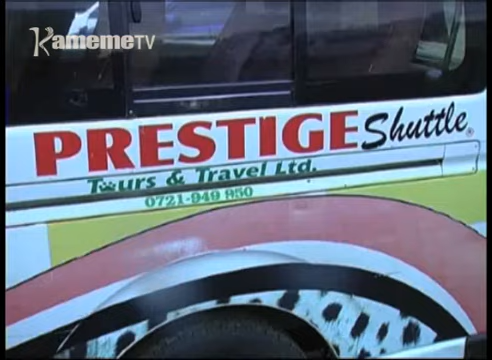 KamemeTV
PRESTIGE Shuttle ®
Tours & Travel Ltd.
0721-949 850